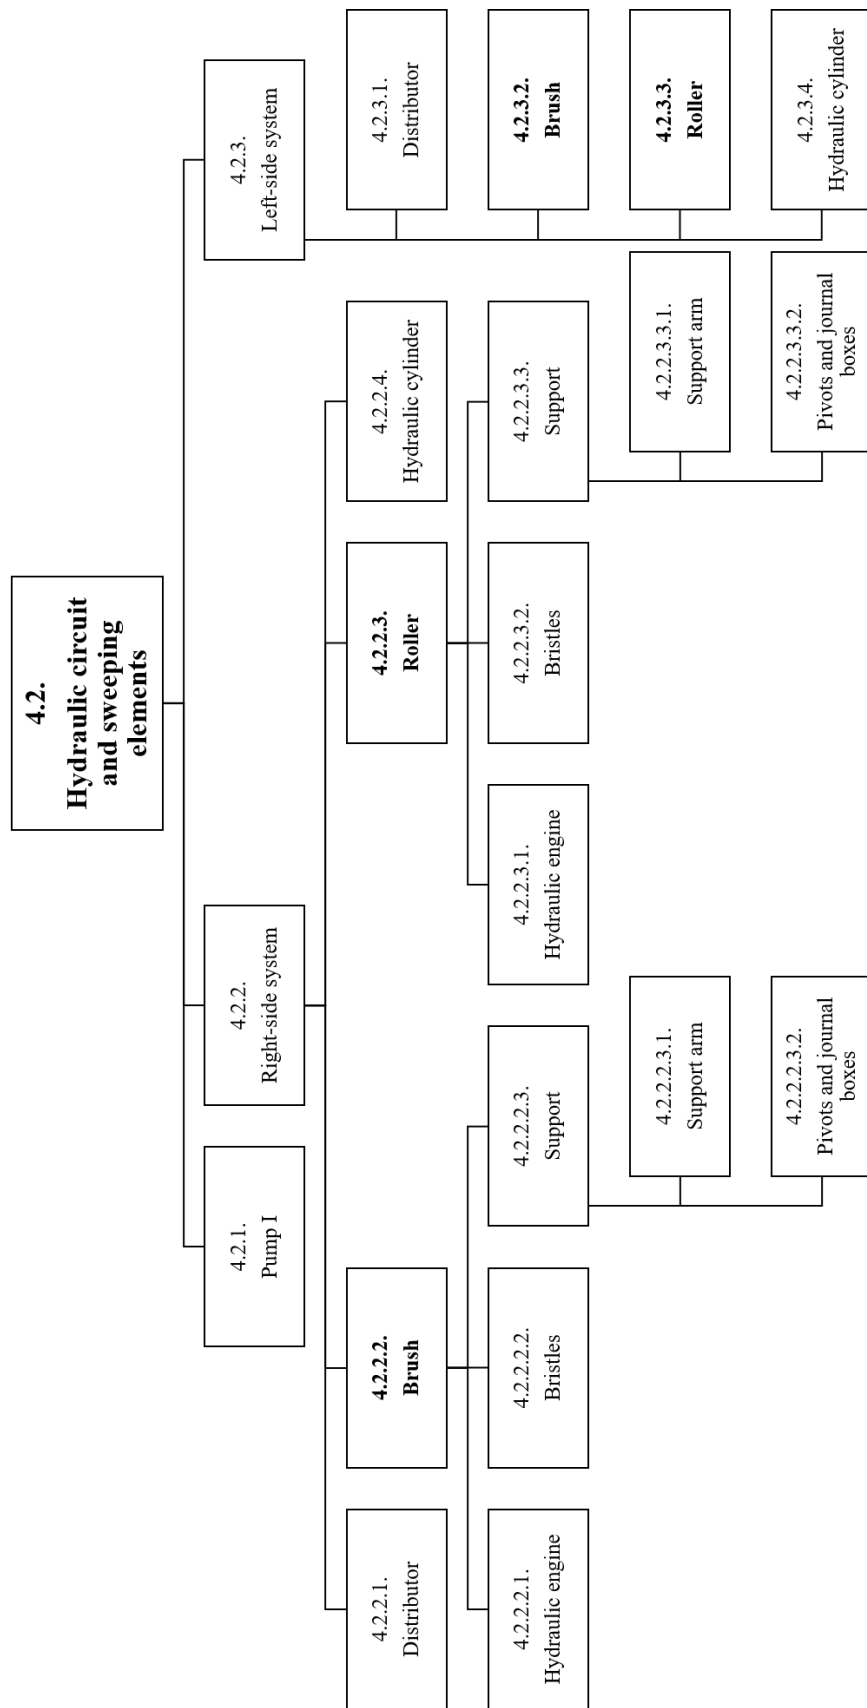 4.2.
Hydraulic circuit
and sweeping
elements
4.2.1.
Pump I
4.2.2.
Right-side system
4.2.3.
Left-side system
4.2.2.1.
Distributor
4.2.2.2.
Brush
4.2.2.3.
Roller
4.2.2.4.
Hydraulic cylinder
4.2.3.1.
Distributor
4.2.2.2.1.
Hydraulic engine
4.2.2.2.2.
Bristles
4.2.2.2.3.
Support
4.2.2.3.1.
Hydraulic engine
4.2.2.3.2.
Bristles
4.2.2.3.3.
Support
4.2.3.2.
Brush
4.2.2.2.3.1.
Support arm
4.2.2.3.3.1.
Support arm
4.2.3.3.
Roller
4.2.2.2.3.2.
Pivots and journal
boxes
4.2.2.3.3.2.
Pivots and journal
boxes
4.2.3.4.
Hydraulic cylinder